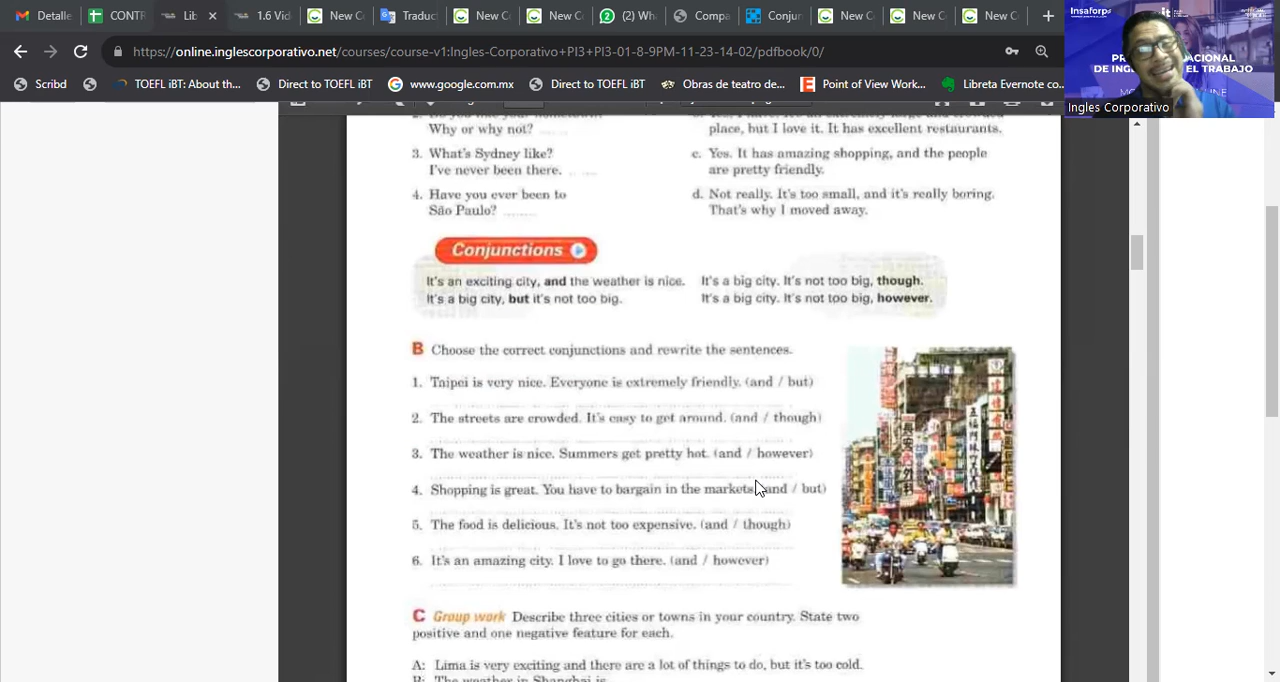 Detalle
CONTR
Lib
1.6 Vid
New C
Traduc
New C
New C
(2) Wha
Compa
Conjun
New C
New C
New C
https://online.inglescorporativo.net/courses/course-v1:Ingles-Corporativo+PI3+PI3-01-8-9PM-11-23-14-02/pdfbook/0/
Scribd
TOEFL iBT: About th...
Direct to TOEFL iBT
www.google.com.mx
Direct to TOEFL iBT
Obras de teatro de...
Point of View Work...
Libreta Evernote co...
Insaforp
Ingles Corporativo
Why or why not?
place, but I love it. It has excellent restaurants.
3. What's Sydney like?
I've never been there.
c. Yes. It has amazing shopping, and the people
are pretty friendly.
4. Have you ever been to
São Paulo?
d. Not really. It's too small, and it's really boring.
That's why I moved away.
Conjunctions
It's an exciting city, and the weather is nice.
It's a big city, but it's not too big.
It's a big city. It's not too big, though.
It's a big city. It's not too big, however.
B Choose the correct conjunctions and rewrite the sentences.
1. Taipei is very nice. Everyone is extremely friendly. (and / but)
2. The streets are crowded. It's easy to get around. (and / though)
3. The weather is nice. Summers get pretty hot. (and / however)
4. Shopping is great. You have to bargain in the markets. and / but)
5. The food is delicious. It's not too expensive. (and / though)
6. It's an amazing city. I love to go there. (and / however)
C Group work Describe three cities or towns in your country. State two
positive and one negative feature for each.
A: Lima is very exciting and there are a lot of things to do, but it's too cold.
B: The weather in Shanghai is